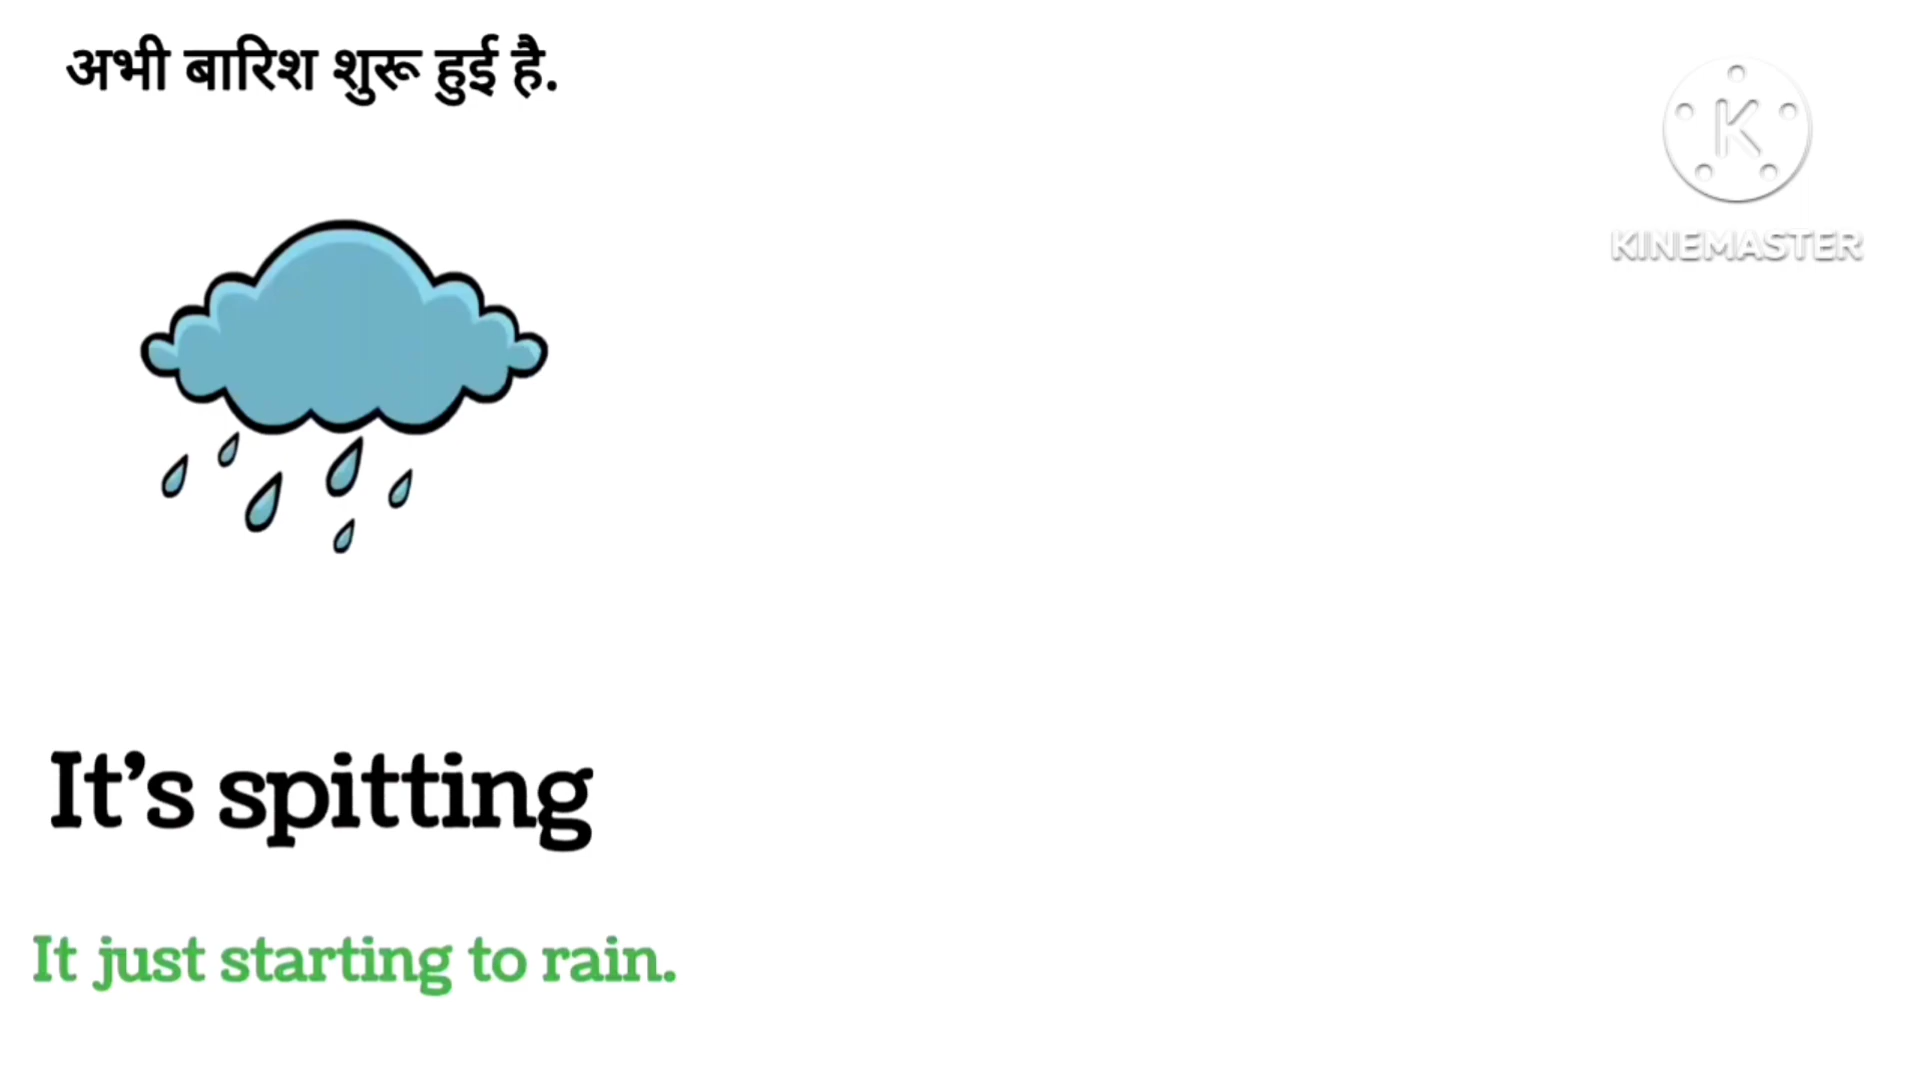 अभी बारिश शुरू हुई है.
K
KINEMASTER
It’s spitting
It just starting to rain.